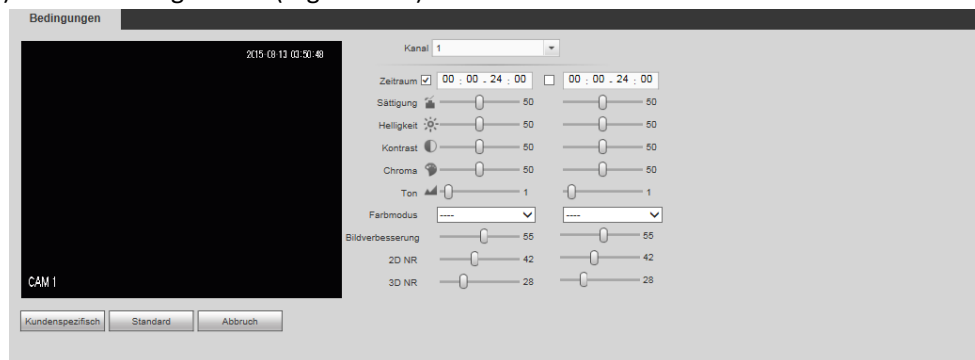 Bedingungen
2015-08-13 03:50:48
Kanal 1
Zeitraum 00 : 00 - 24 : 00 00 : 00 - 24 : 00
Sättigung 50 50
Helligkeit 50 50
Kontrast 50 50
Chroma 50 50
Ton 1 1
Farbmodus ---- ----
Bildverbesserung 55 55
2D NR 42 42
3D NR 28 28
CAM 1
Kundenspezifisch Standard Abbruch